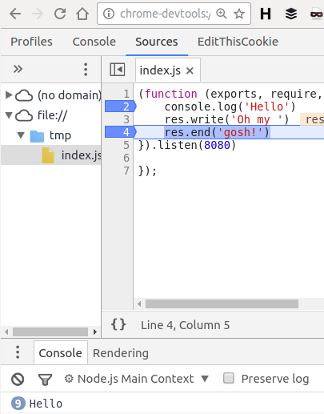 chrome-devtools:/
H
Profiles Console Sources EditThisCookie
index.js
(no domain)
file://
tmp
index.js
1 (function (exports, require,
2 console.log('Hello')
3 res.write('Oh my ') res
4 res.end('gosh!')
5 }).listen(8080)
6
7 });
{} Line 4, Column 5
Console Rendering
Node.js Main Context Preserve log
9 Hello